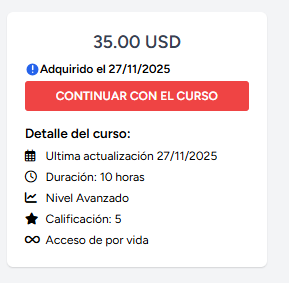 35.00 USD
Adquirido el 27/11/2025
CONTINUAR CON EL CURSO
Detalle del curso:
Ultima actualización 27/11/2025
Duración: 10 horas
Nivel Avanzado
Calificación: 5
Acceso de por vida